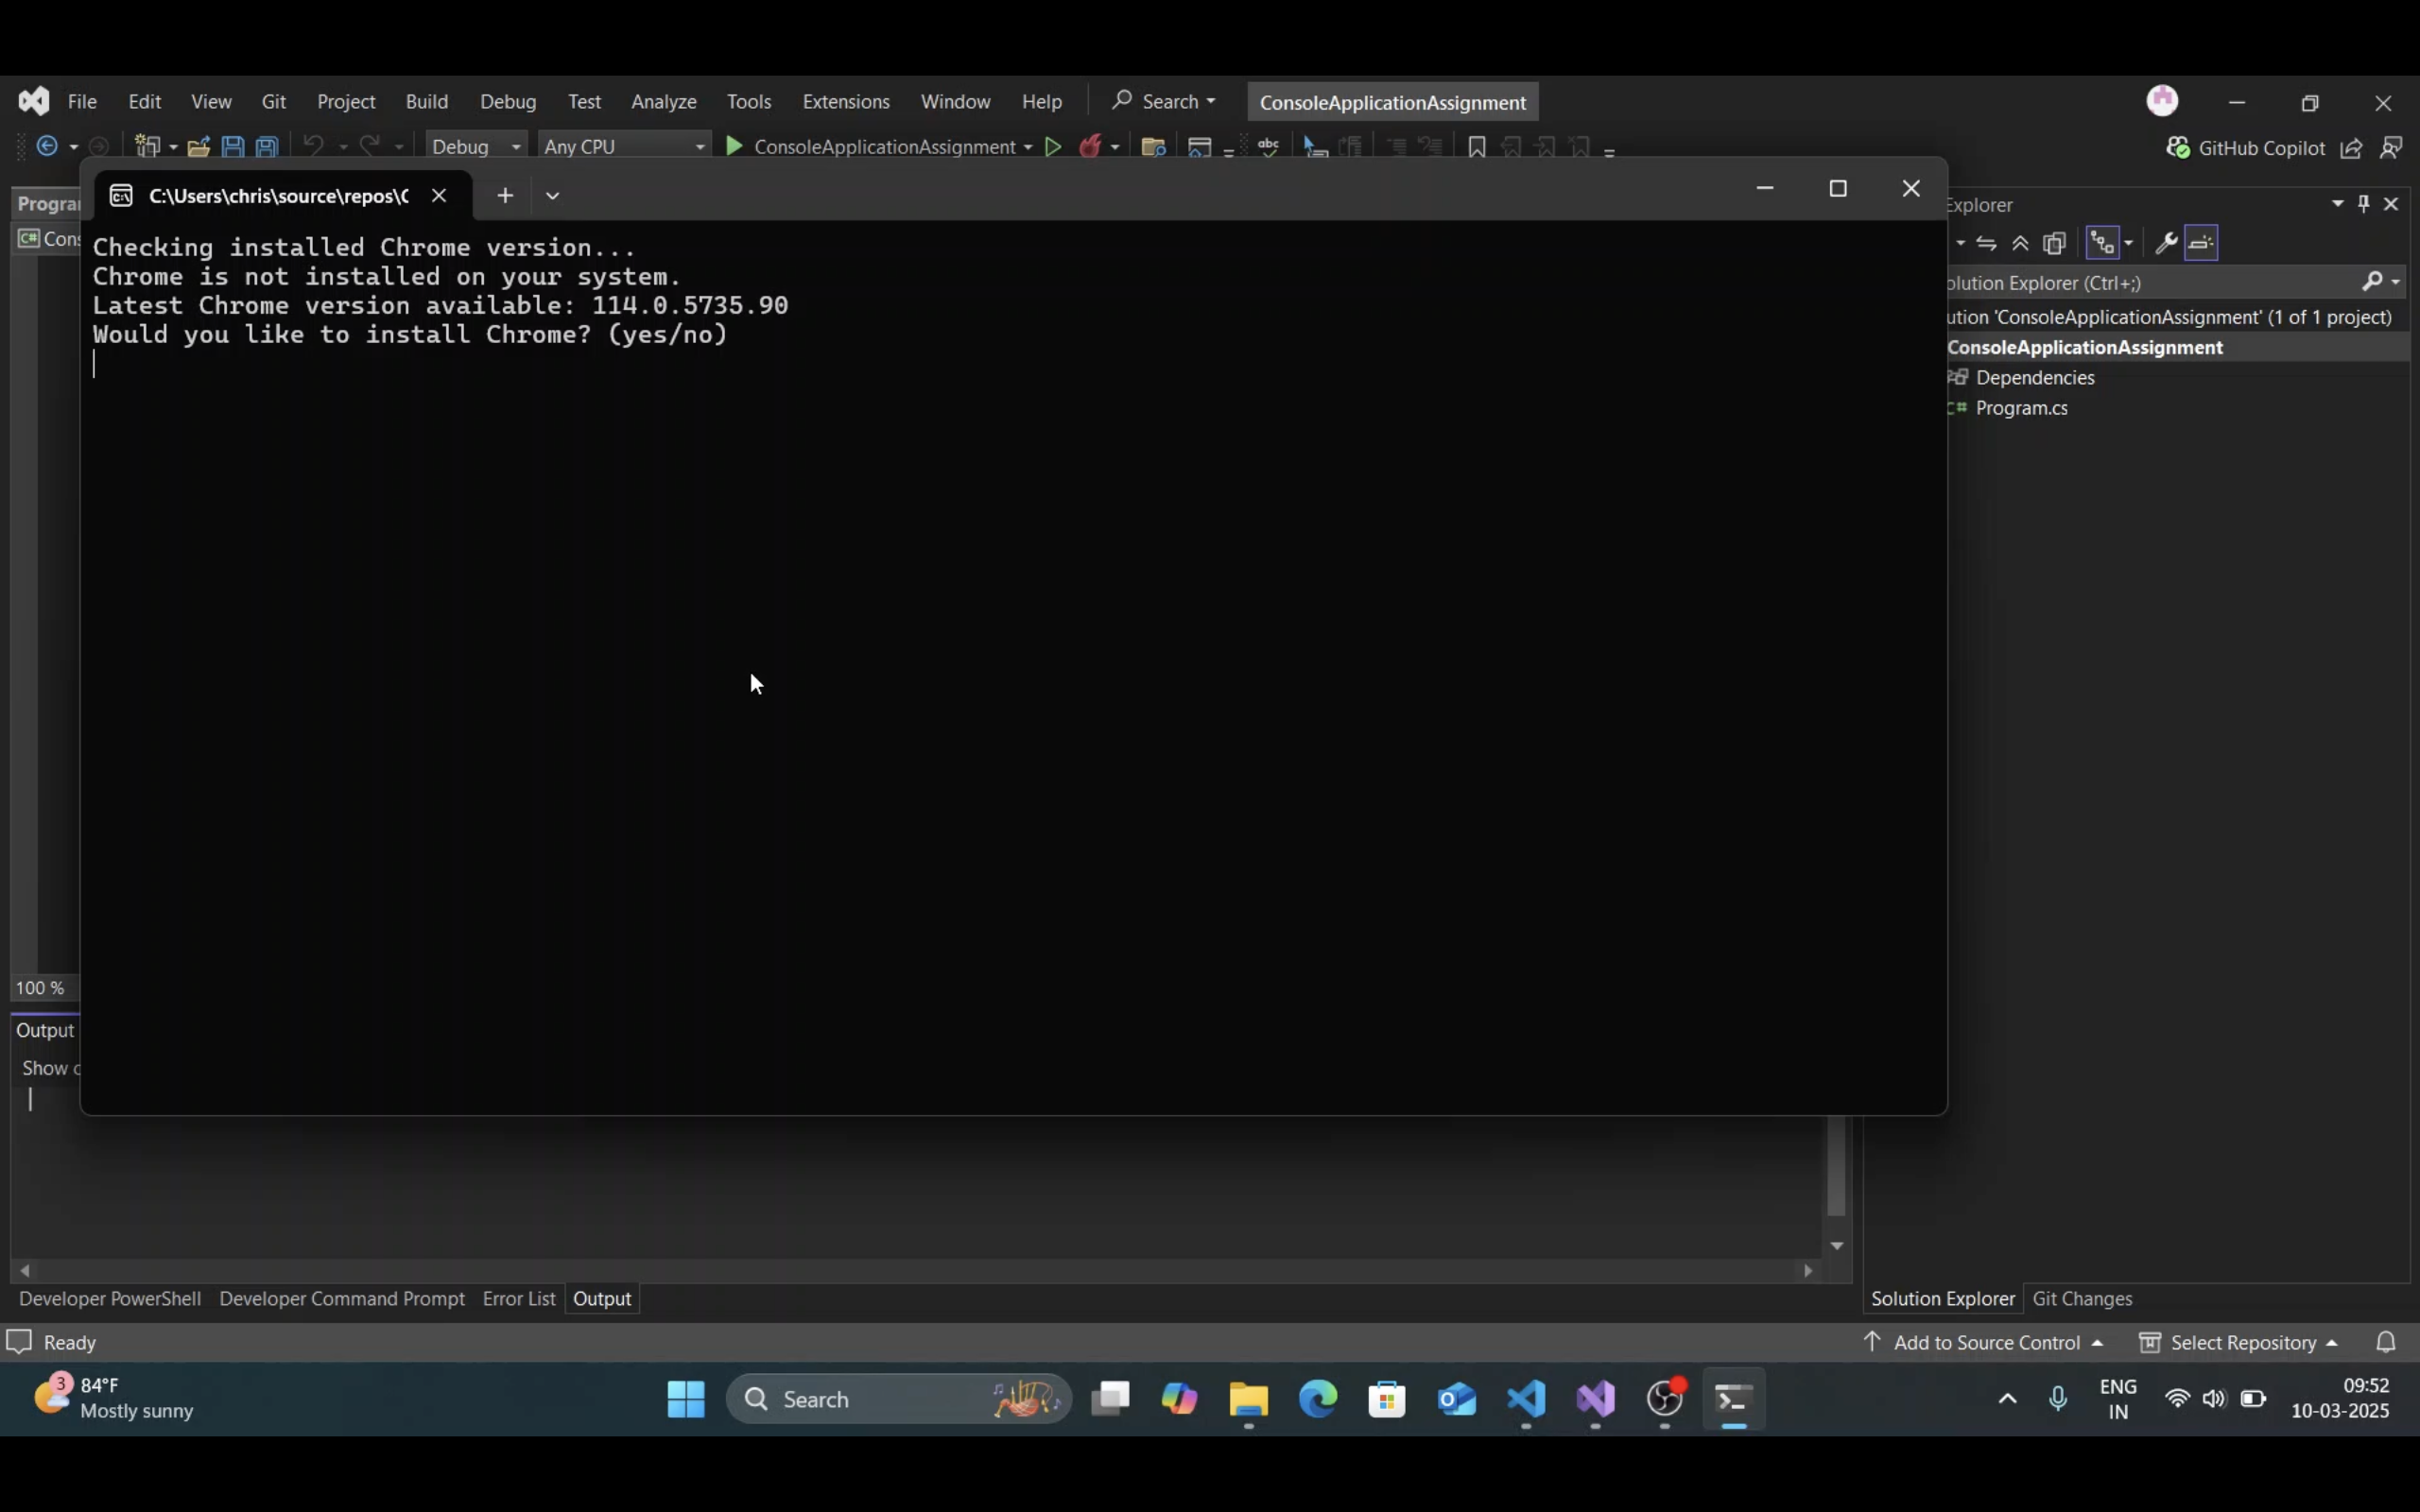 File Edit View Git Project Build Debug Test Analyze Tools Extensions Window Help Search ConsoleApplicationAssignment
Debug Any CPU ConsoleApplicationAssignment abc GitHub Copilot
C:\Users\chris\source\repos\C
Explorer
C# Cons
Checking installed Chrome version...
Chrome is not installed on your system.
Latest Chrome version available: 114.0.5735.90
Would you like to install Chrome? (yes/no)
olution Explorer (Ctrl+;)
ution 'ConsoleApplicationAssignment' (1 of 1 project)
ConsoleApplicationAssignment
Dependencies
C# Program.cs
100 %
Output
Show
Developer PowerShell Developer Command Prompt Error List Output
Solution Explorer Git Changes
Ready
Add to Source Control Select Repository
3 84°F
Mostly sunny
Search
ENG
IN
09:52
10-03-2025